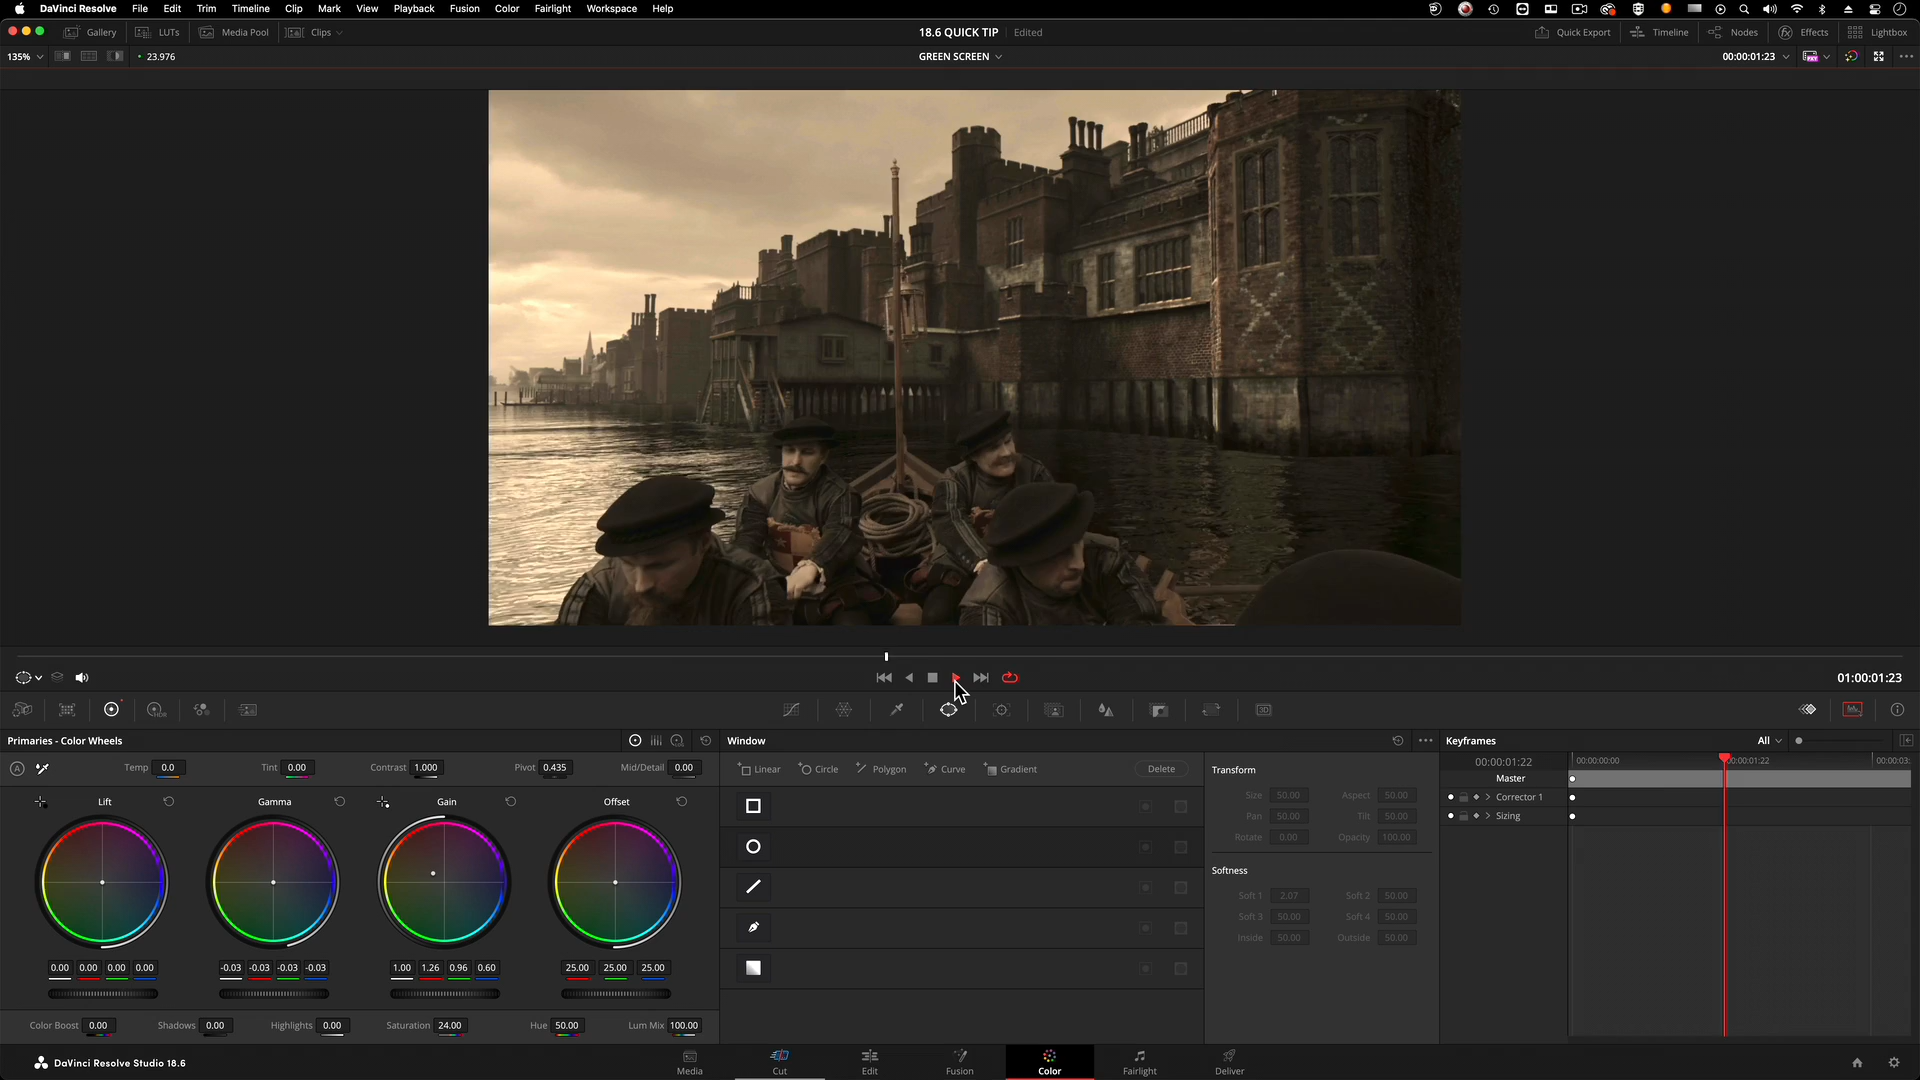 DaVinci Resolve File Edit Trim Timeline Clip Mark View Playback Fusion Color Fairlight Workspace Help
Gallery LUTs Media Pool Clips 18.6 QUICK TIP Edited Quick Export Timeline Nodes Effects Lightbox
135% 23.976 GREEN SCREEN 00:00:01:23
01:00:01:23
Primaries - Color Wheels
Temp 0.0 Tint 0.00 Contrast 1.000 Pivot 0.435 Mid/Detail 0.00
Lift Gamma Gain Offset
0.00 0.00 0.00 0.00 -0.03 -0.03 -0.03 -0.03 1.00 1.26 0.96 0.60 25.00 25.00 25.00
Color Boost 0.00 Shadows 0.00 Highlights 0.00 Saturation 24.00 Hue 50.00 Lum Mix 100.00
Window
Linear Circle Polygon Curve Gradient Delete
Transform
Size 50.00 Aspect 50.00
Pan 50.00 Tilt 50.00
Rotate 0.00 Opacity 100.00
Softness
Soft 1 2.07 Soft 2 50.00
Soft 3 50.00 Soft 4 50.00
Inside 50.00 Outside 50.00
Keyframes All
00:00:01:22 00:00:00:00 00:00:01:22 00:00:03:
Master
Corrector 1
Sizing
DaVinci Resolve Studio 18.6 Media Cut Edit Fusion Color Fairlight Deliver